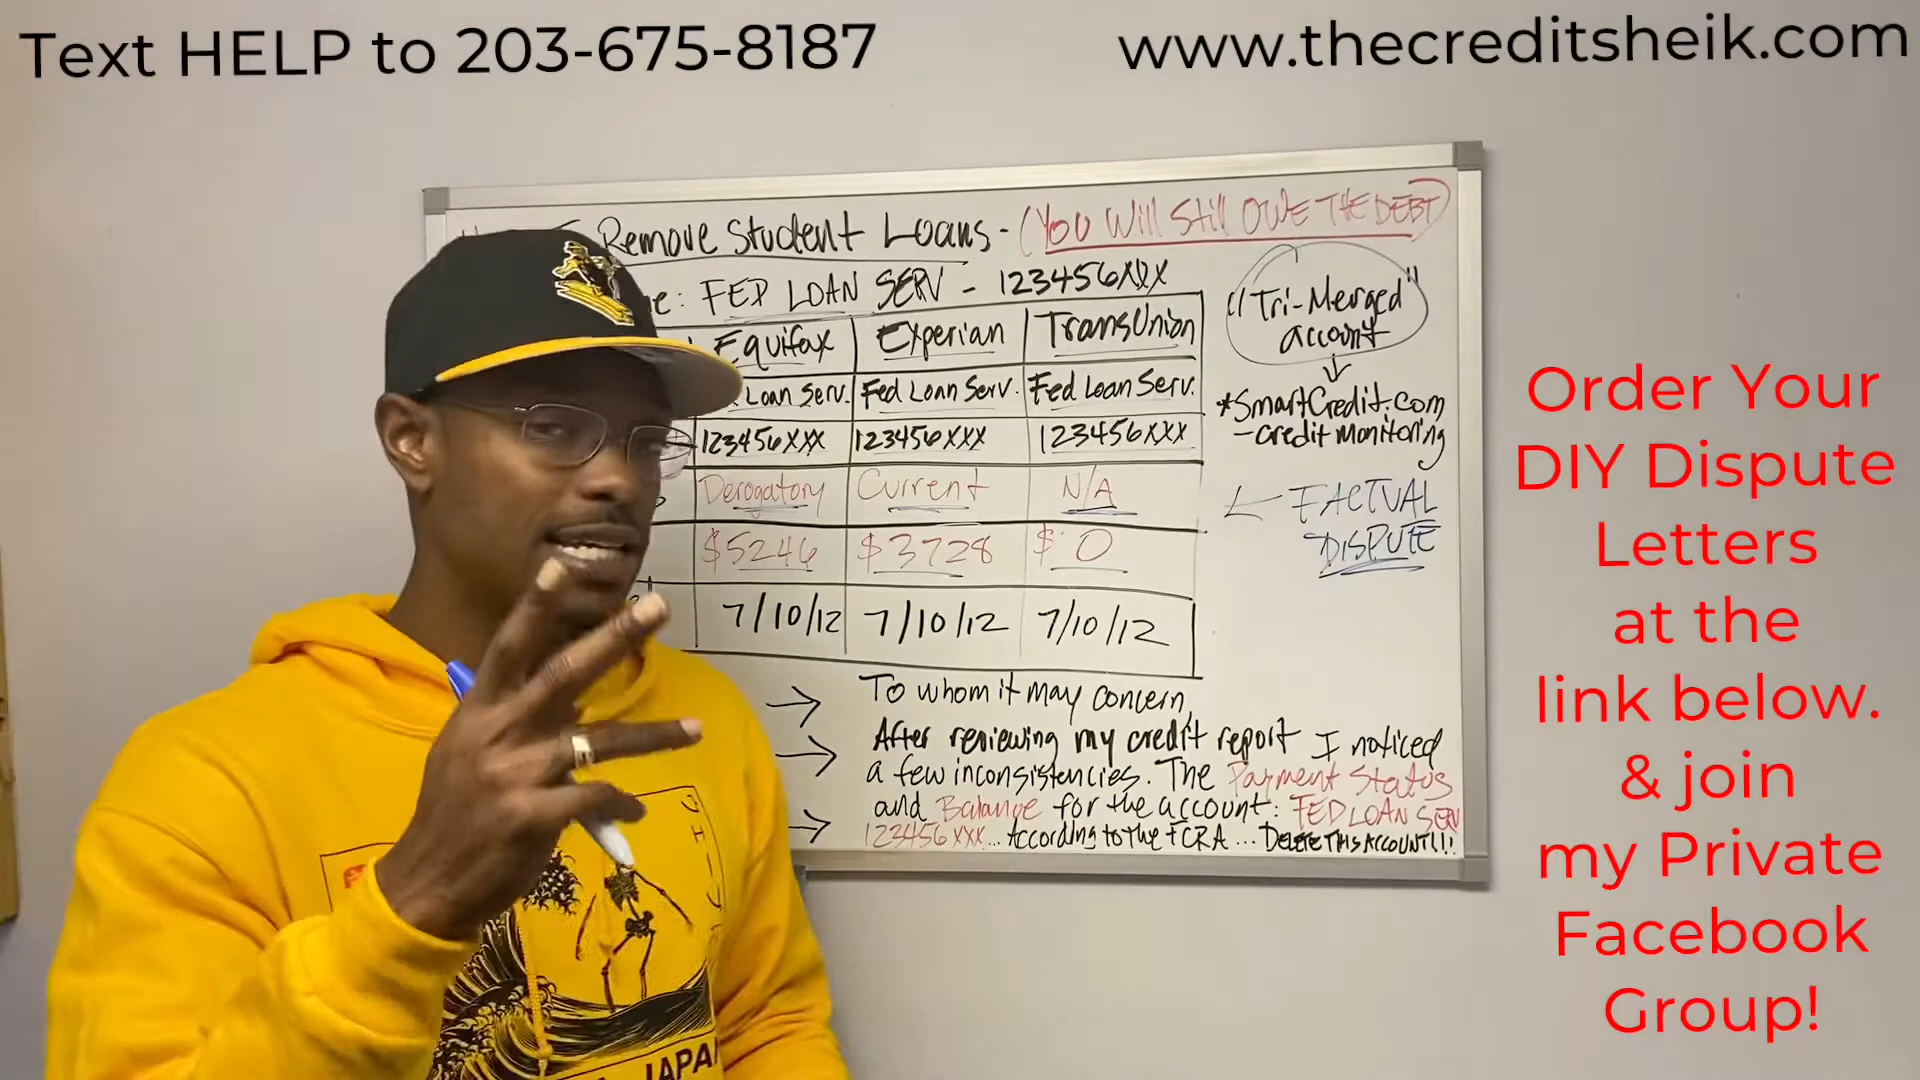 Text HELP to 203-675-8187
www.thecreditsheik.com
Remove Student Loans - (You Will Still OWE THE DEBT)
e: FED LOAN SERV - 123456XXX
Equifax Experian TransUnion
Loan Serv. Fed Loan Serv. Fed Loan Serv.
123456XXX 123456XXX 123456XXX
Derogatory Current N/A
$5246 $3728 $0
7/10/12 7/10/12 7/10/12
"Tri-Merged"
account
*SmartCredit.com
- credit monitoring
FACTUAL
DISPUTE
To whom it may concern,
After reviewing my credit report I noticed
a few inconsistencies. The Payment Status
and Balance for the account: FED LOAN SERV
123456XXX... According to the FCRA ... DELETE THIS ACCOUNT!!!
Order Your
DIY Dispute
Letters
at the
link below.
& join
my Private
Facebook
Group!
JAPA